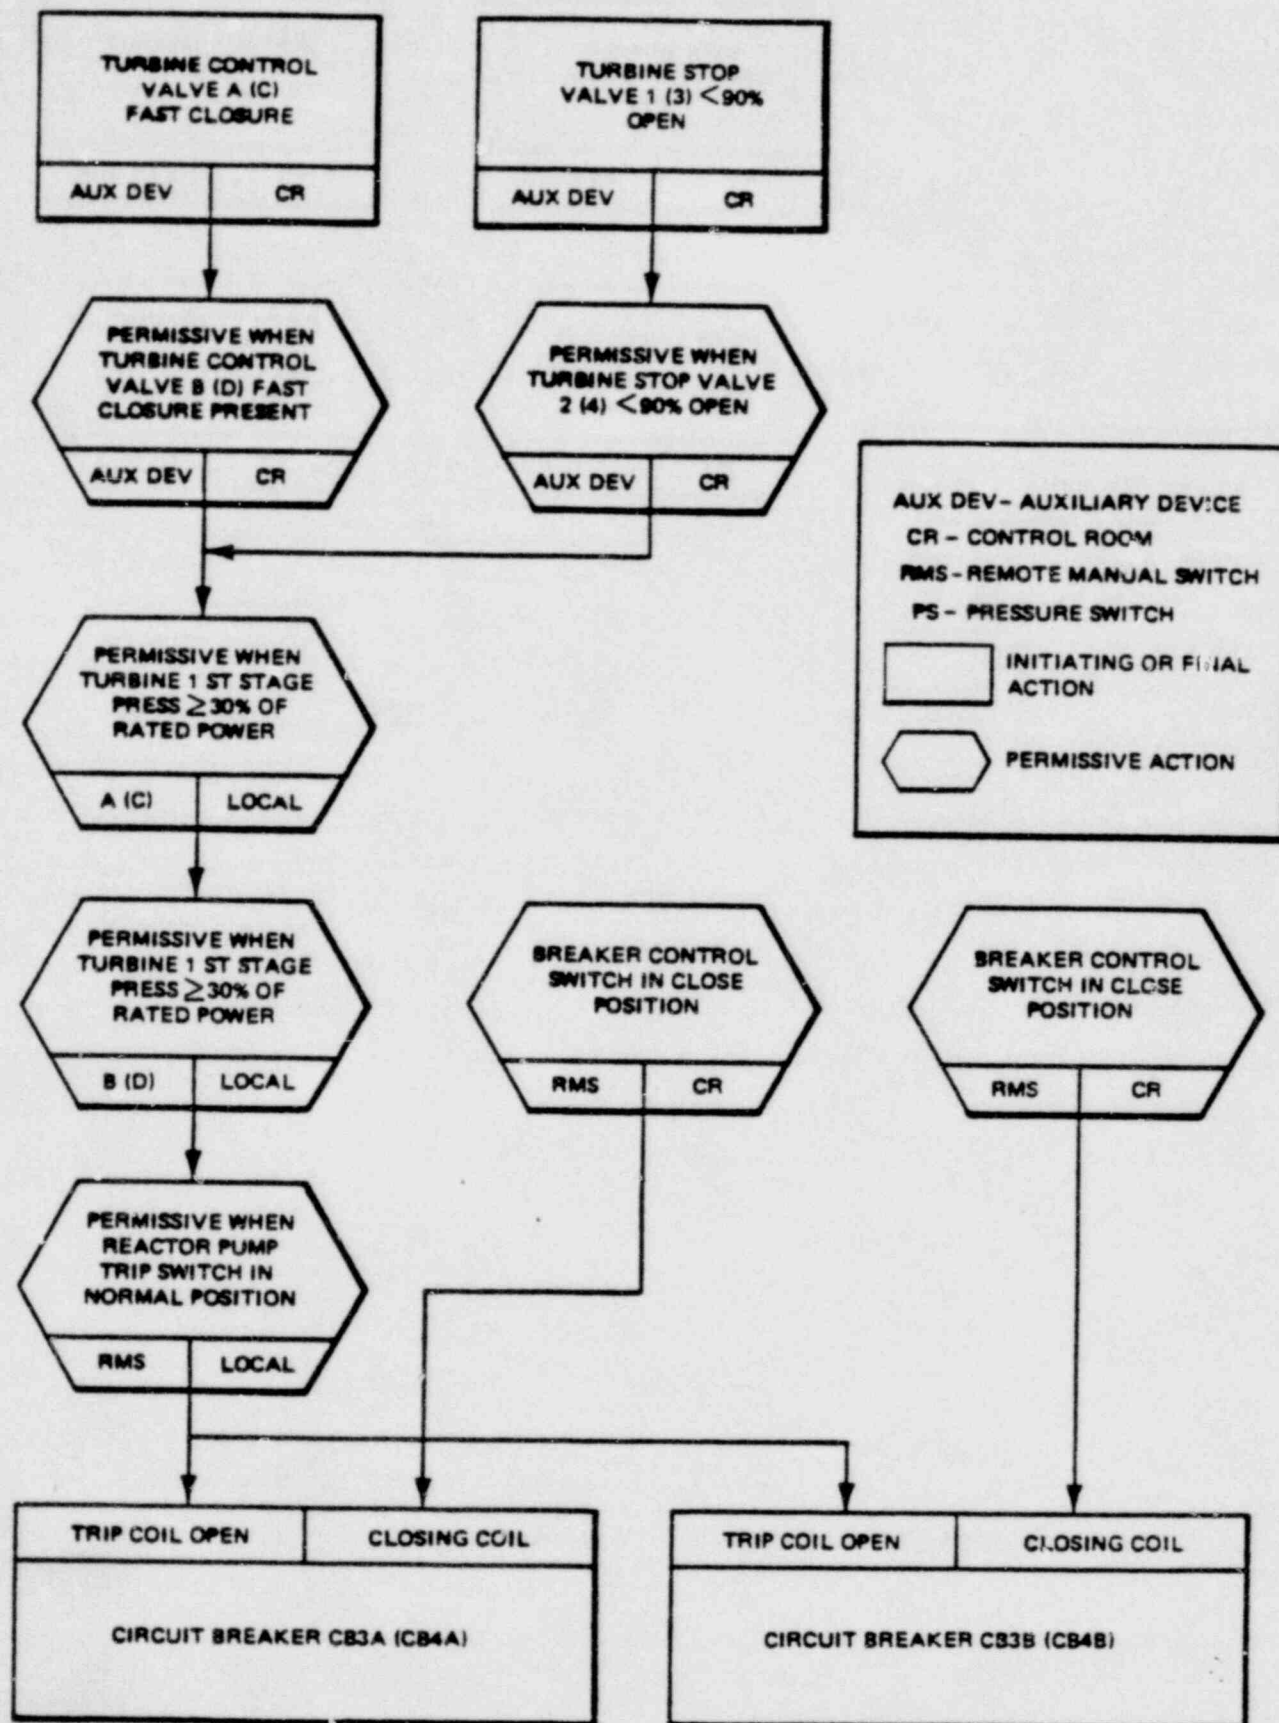 TURBINE CONTROL
VALVE A (C)
FAST CLOSURE
AUX DEV
CR
TURBINE STOP
VALVE 1 (3) <90%
OPEN
AUX DEV
CR
PERMISSIVE WHEN
TURBINE CONTROL
VALVE B (D) FAST
CLOSURE PRESENT
AUX DEV
CR
PERMISSIVE WHEN
TURBINE STOP VALVE
2 (4) <90% OPEN
AUX DEV
CR
AUX DEV – AUXILIARY DEVICE
CR – CONTROL ROOM
RMS – REMOTE MANUAL SWITCH
PS – PRESSURE SWITCH
INITIATING OR FINAL
ACTION
PERMISSIVE ACTION
PERMISSIVE WHEN
TURBINE 1 ST STAGE
PRESS ≥30% OF
RATED POWER
A (C)
LOCAL
PERMISSIVE WHEN
TURBINE 1 ST STAGE
PRESS ≥30% OF
RATED POWER
B (D)
LOCAL
BREAKER CONTROL
SWITCH IN CLOSE
POSITION
RMS
CR
BREAKER CONTROL
SWITCH IN CLOSE
POSITION
RMS
CR
PERMISSIVE WHEN
REACTOR PUMP
TRIP SWITCH IN
NORMAL POSITION
RMS
LOCAL
TRIP COIL OPEN
CLOSING COIL
CIRCUIT BREAKER CB3A (CB4A)
TRIP COIL OPEN
CLOSING COIL
CIRCUIT BREAKER CB3B (CB4B)